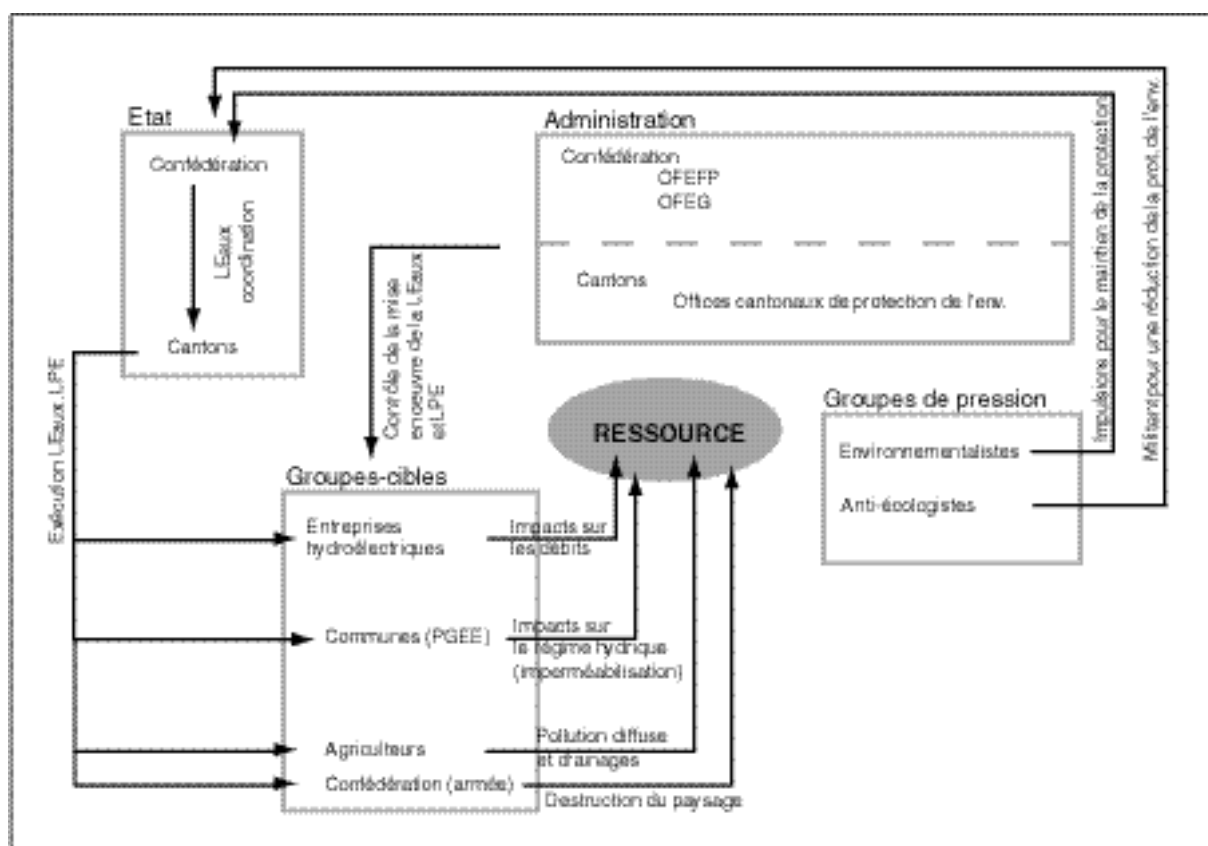 Etat
Confédération
LEaux
coordination
Cantons
Exécution LEaux, LPE
Administration
Confédération
OFEFP
OFEG
Cantons
Offices cantonaux de protection de l'env.
Contrôle de la mise
en oeuvre de la LEaux
et LPE
RESSOURCE
Groupes de pression
Environnementalistes
Anti-écologistes
Impulsions pour le maintien de la protection
Militant pour une réduction de la prot. de l'env.
Groupes-cibles
Entreprises
hydroélectriques
Impacts sur
les débits
Communes (PGEE)
Impacts sur
le régime hydrique
(imperméabilisation)
Agriculteurs
Pollution diffuse
et drainages
Confédération (armée)
Destruction du paysage